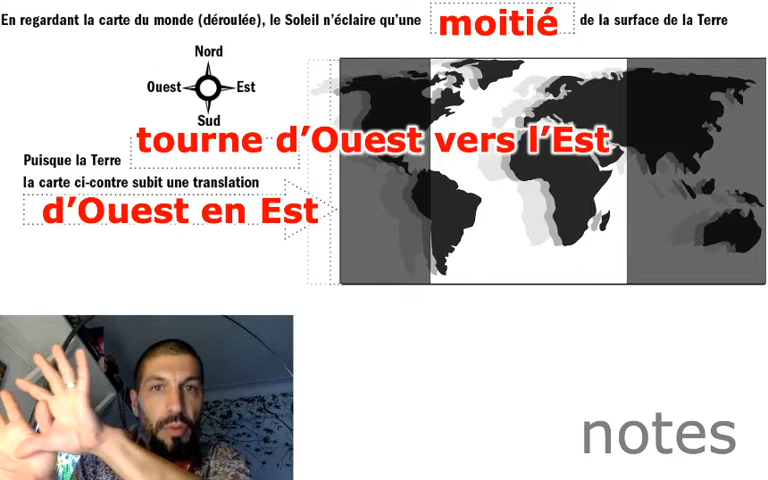 En regardant la carte du monde (déroulée), le Soleil n'éclaire qu'une moitié de la surface de la Terre
Nord
Ouest Est
Sud
Puisque la Terre tourne d'Ouest vers l'Est
la carte ci-contre subit une translation
d'Ouest en Est
notes